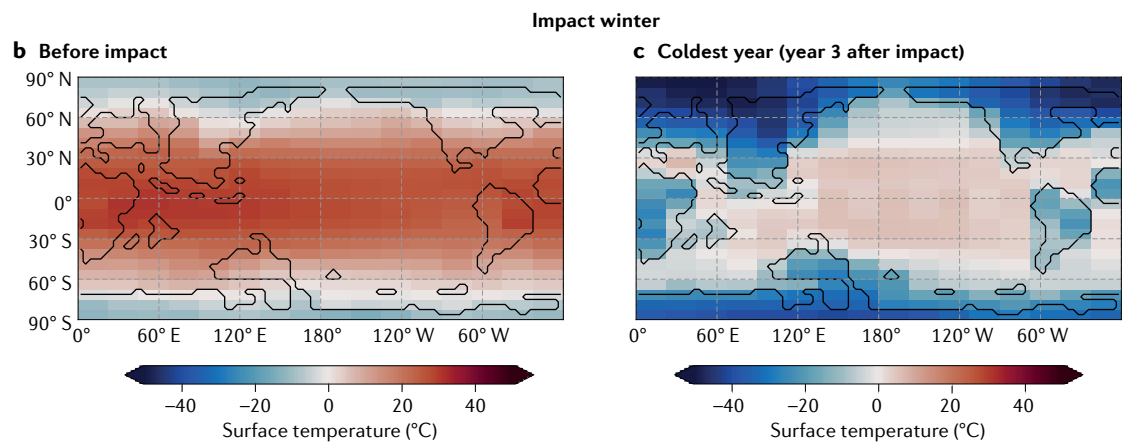 Impact winter
b Before impact
c Coldest year (year 3 after impact)
90° N
60° N
30° N
0°
30° S
60° S
90° S
0° 60° E 120° E 180° 120° W 60° W
0° 60° E 120° E 180° 120° W 60° W
−40 −20 0 20 40
−40 −20 0 20 40
Surface temperature (°C)
Surface temperature (°C)